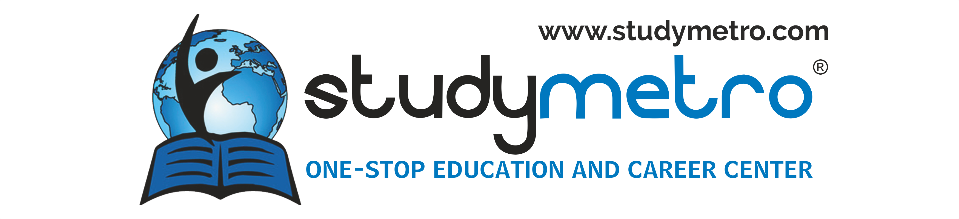 www.studymetro.com
studymetro®
ONE-STOP EDUCATION AND CAREER CENTER